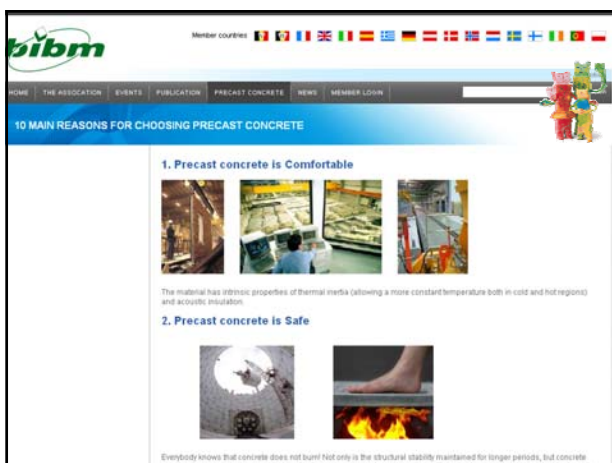 Member countries
bibm
HOME THE ASSOCATION EVENTS PUBLICATION PRECAST CONCRETE NEWS MEMBER LOGIN
10 MAIN REASONS FOR CHOOSING PRECAST CONCRETE
1. Precast concrete is Comfortable
The material has intrinsic properties of thermal inertia (allowing a more constant temperature both in cold and hot regions)
and acoustic insulation.
2. Precast concrete is Safe
Everybody knows that concrete does not burn! Not only is the structural stability maintained for longer periods, but concrete